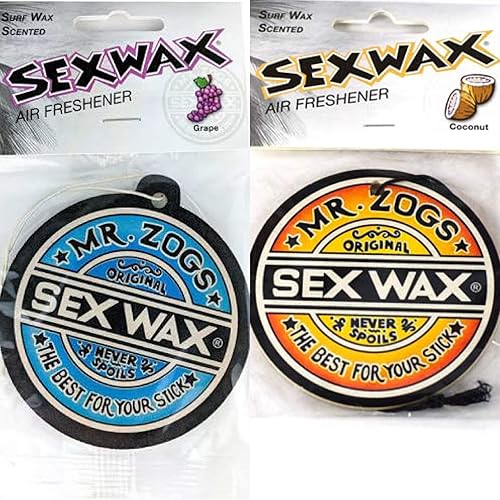 SURF WAX
SCENTED
SEXWAX®
AIR FRESHENER
Grape
MR. ZOGS
ORIGINAL
SEX WAX®
NEVER
SPOILS
THE BEST FOR YOUR STICK
SURF WAX
SCENTED
SEXWAX®
AIR FRESHENER
Coconut
MR. ZOGS
ORIGINAL
SEX WAX®
NEVER
SPOILS
THE BEST FOR YOUR STICK